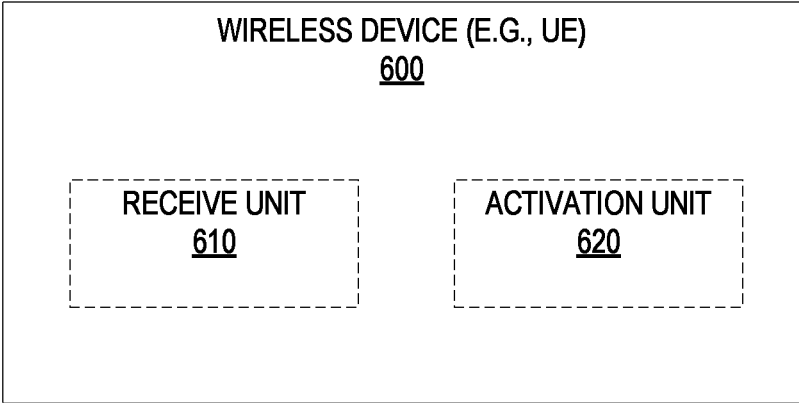 WIRELESS DEVICE (E.G., UE)
600
RECEIVE UNIT
610
ACTIVATION UNIT
620